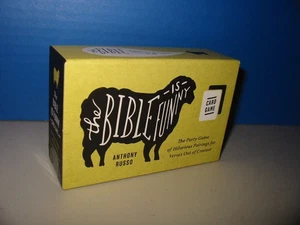 the BIBLE IS FUNNY
CARD
GAME
ANTHONY
RUSSO
The Party Game
of Hilarious Pairings for
Verses Out of Context